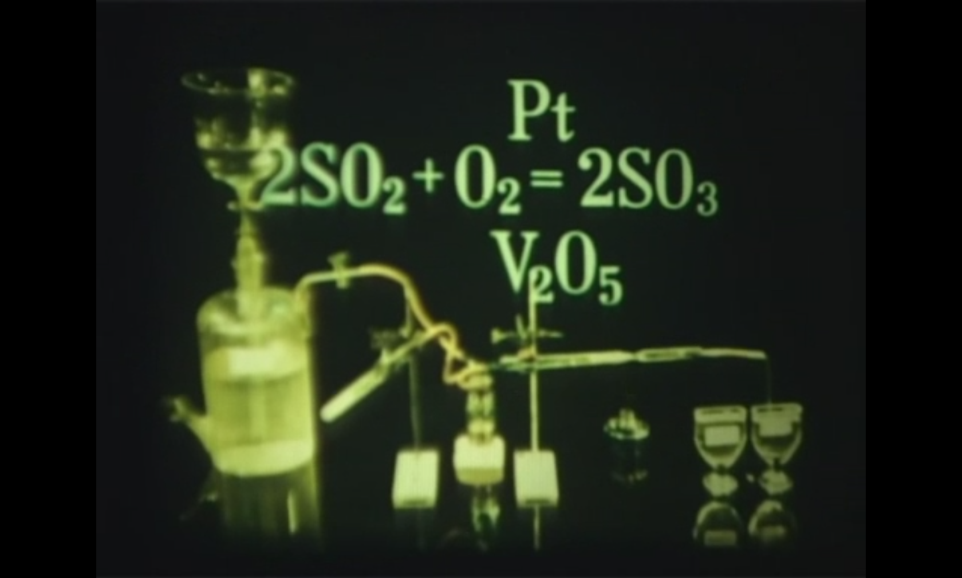 Pt
2SO₂ + O₂ = 2SO₃
V₂O₅